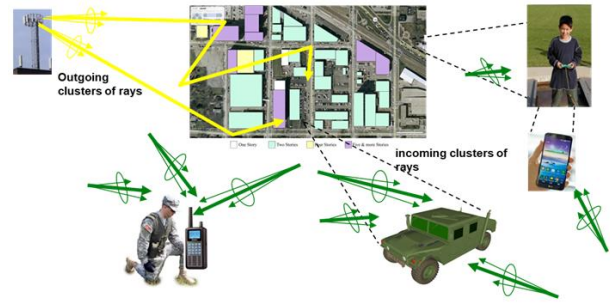 Outgoing
clusters of rays
One Story
Two Stories
Five & more Stories
incoming clusters of
rays